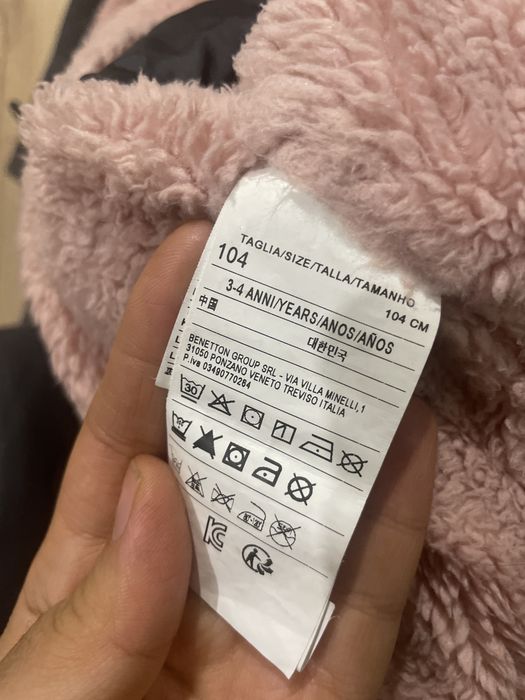 TAGLIA/SIZE/TALLA/TAMANHO
104
104 CM
3-4 ANNI/YEARS/ANOS/AÑOS
中国
대한민국
BENETTON GROUP SRL - VIA VILLA MINELLI,1
31050 PONZANO VENETO TREVISO ITALIA
P.iva 03490770264
30